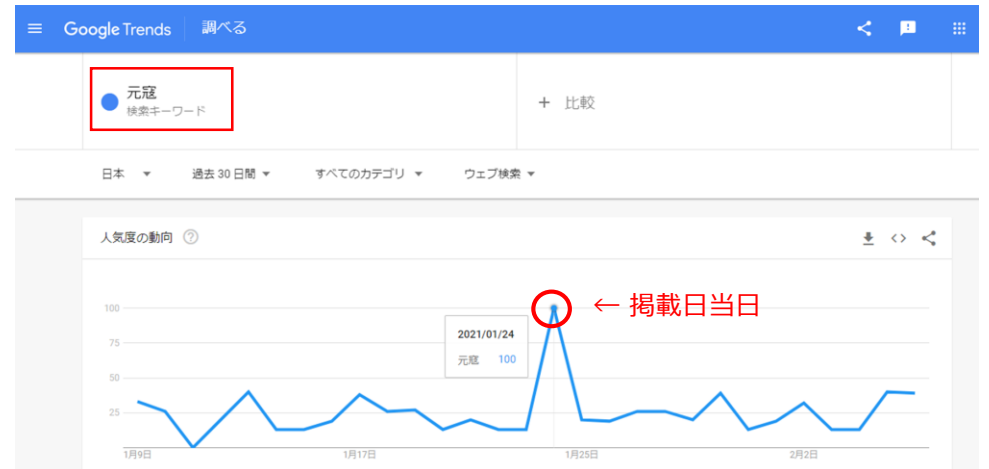 Google Trends 調べる
元寇
検索キーワード
+ 比較
日本 過去 30 日間 すべてのカテゴリ ウェブ検索
人気度の動向
← 掲載日当日
2021/01/24
元寇 100
100
75
50
25
1月9日 1月17日 1月25日 2月2日